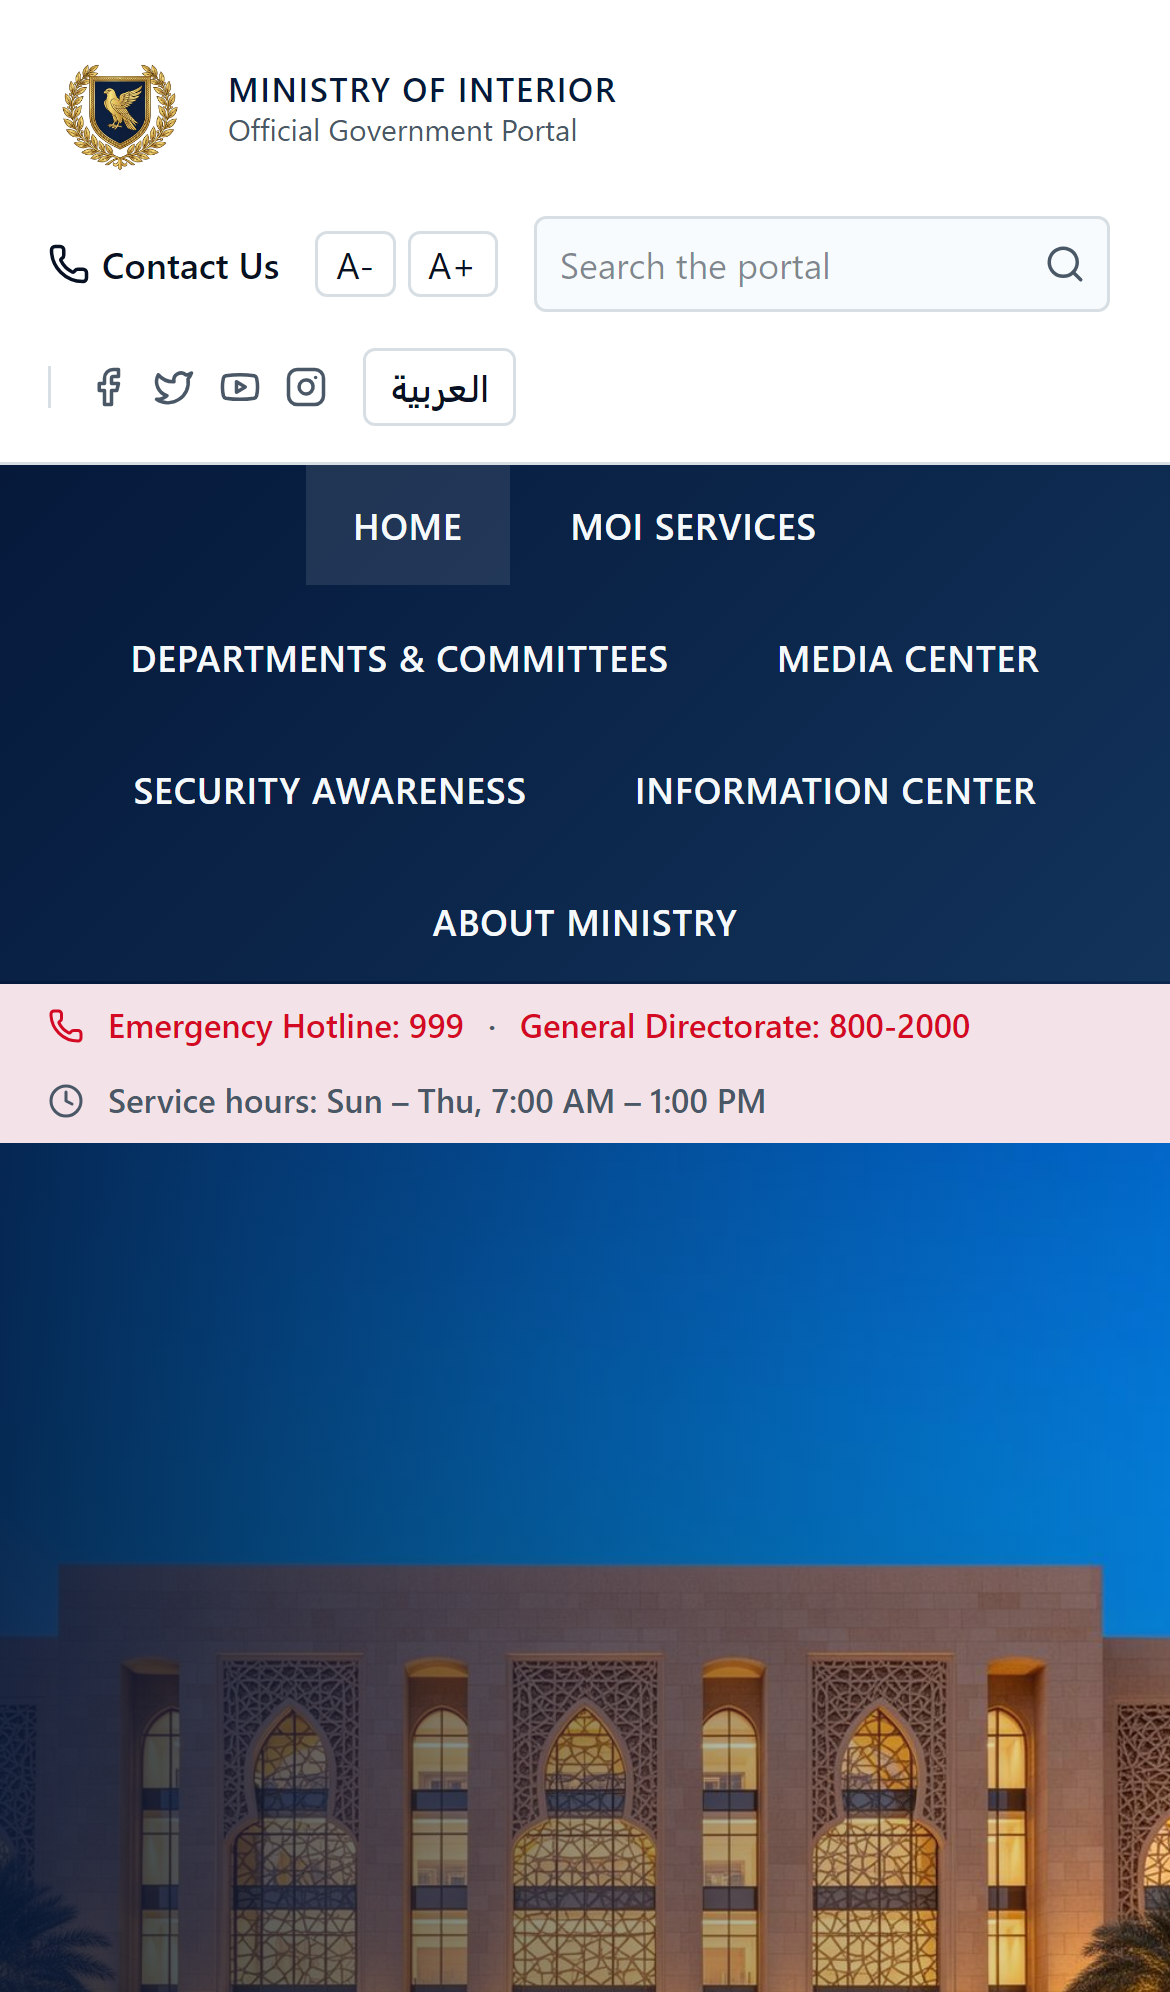 MINISTRY OF INTERIOR
Official Government Portal
Contact Us A- A+ Search the portal
العربية
HOME MOI SERVICES
DEPARTMENTS & COMMITTEES MEDIA CENTER
SECURITY AWARENESS INFORMATION CENTER
ABOUT MINISTRY
Emergency Hotline: 999 · General Directorate: 800-2000
Service hours: Sun – Thu, 7:00 AM – 1:00 PM